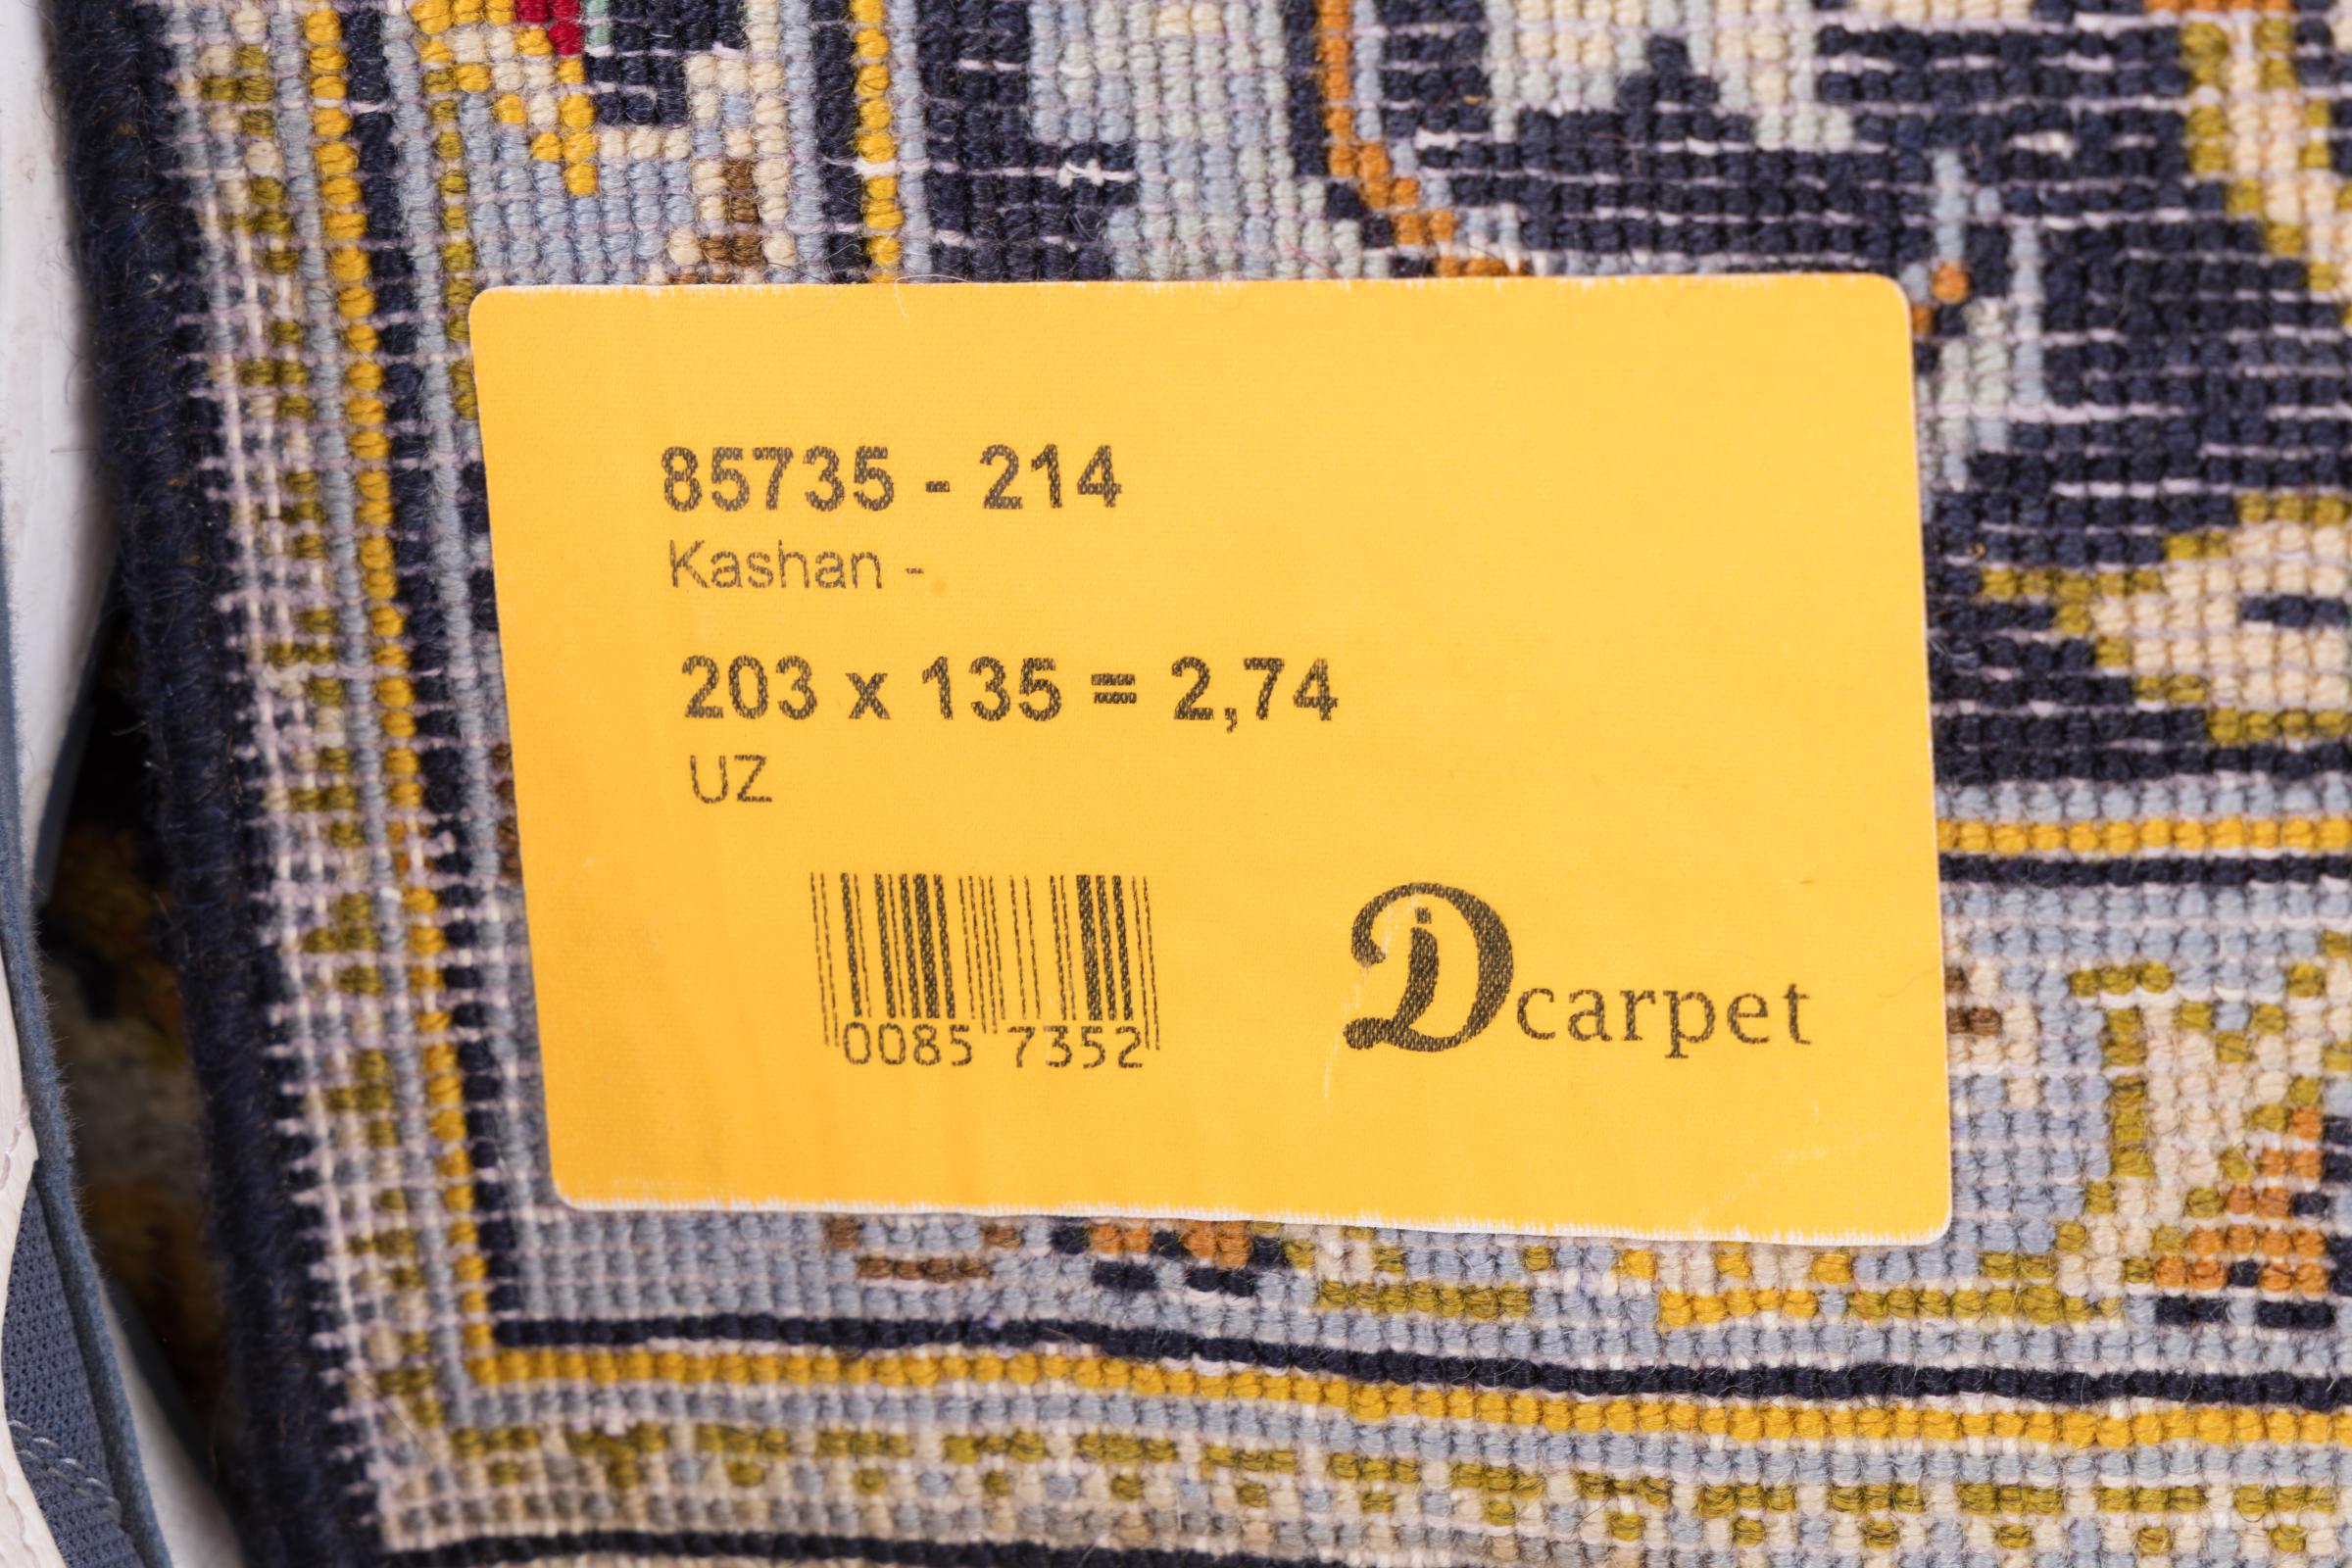 85735 - 214
Kashan -
203 x 135 = 2,74
UZ
0085 7352
Dcarpet